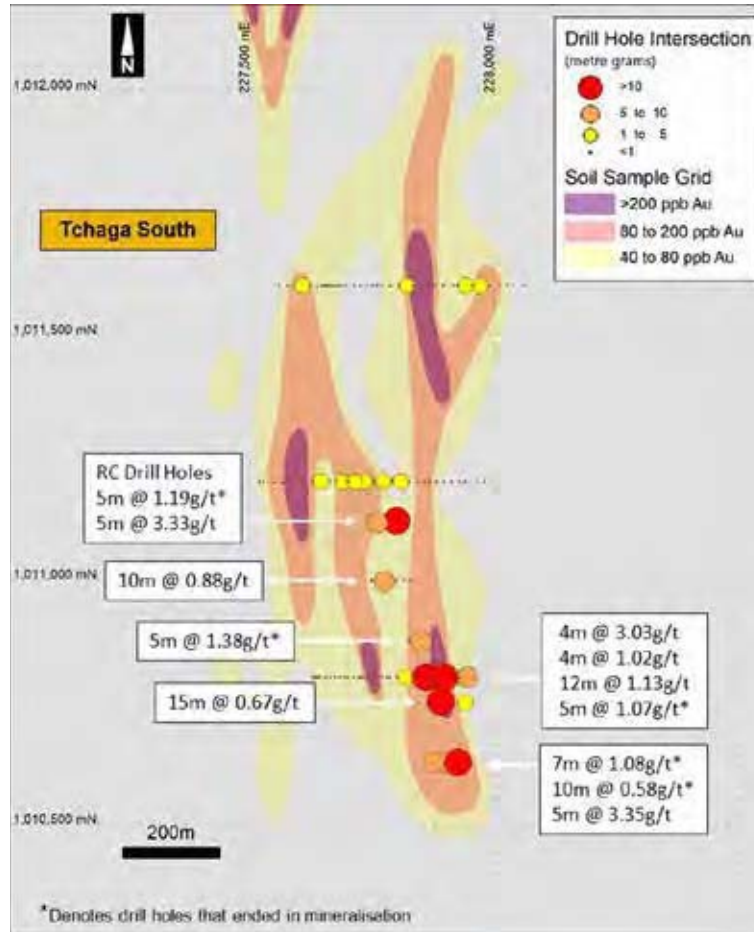 N
227,500 mE
228,000 mE
1,012,000 mN
1,011,500 mN
1,011,000 mN
1,010,500 mN
Drill Hole Intersection
(metre grams)
>10
5 to 10
1 to 5
<1
Soil Sample Grid
>200 ppb Au
80 to 200 ppb Au
40 to 80 ppb Au
Tchaga South
RC Drill Holes
5m @ 1.19g/t*
5m @ 3.33g/t
10m @ 0.88g/t
5m @ 1.38g/t*
15m @ 0.67g/t
4m @ 3.03g/t
4m @ 1.02g/t
12m @ 1.13g/t
5m @ 1.07g/t*
7m @ 1.08g/t*
10m @ 0.58g/t*
5m @ 3.35g/t
200m
*Denotes drill holes that ended in mineralisation